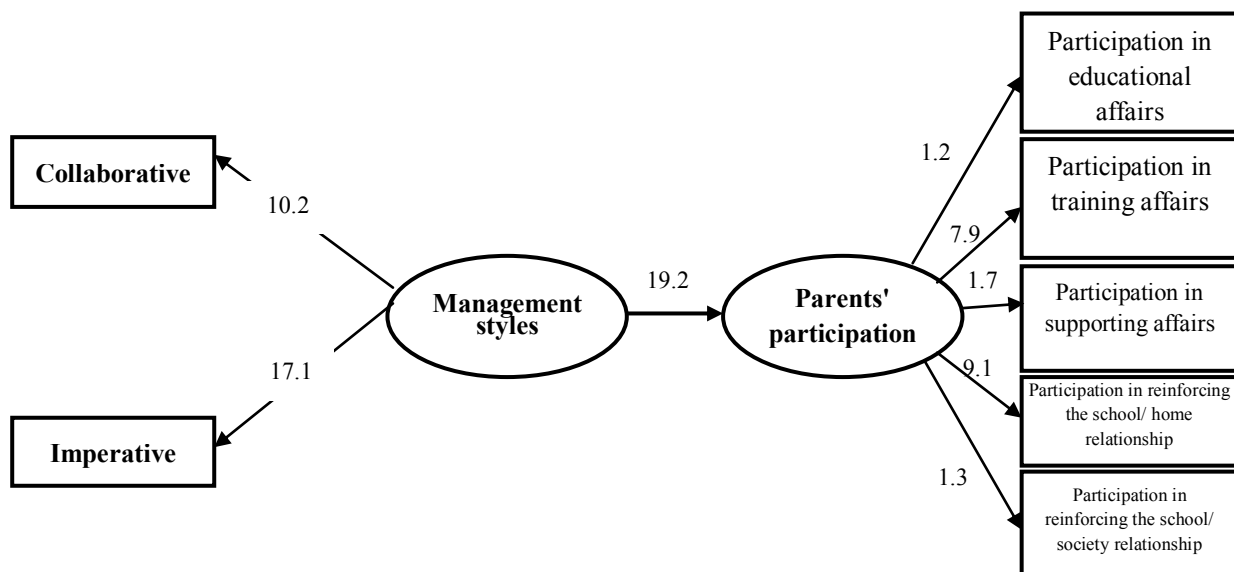 Participation in
educational
affairs
1.2
Collaborative
Participation in
training affairs
10.2
7.9
19.2
1.7
Management
styles
Parents'
participation
Participation in
supporting affairs
17.1
9.1
Participation in reinforcing
the school/ home
relationship
Imperative
1.3
Participation in
reinforcing the school/
society relationship